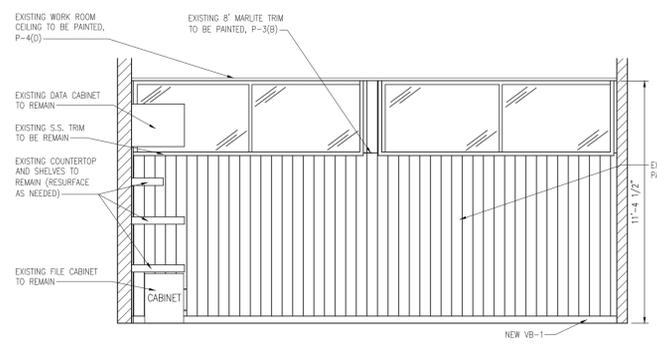 EXISTING WORK ROOM
CEILING TO BE PAINTED,
P-4(D)
EXISTING 8' MARLITE TRIM
TO BE PAINTED, P-3(B)
EXISTING DATA CABINET
TO REMAIN
EXISTING S.S. TRIM
TO BE REMAIN
EXISTING COUNTERTOP
AND SHELVES TO
REMAIN (RESURFACE
AS NEEDED)
EXISTING FILE CABINET
TO REMAIN
CABINET
11'-4 1/2"
NEW VB-1